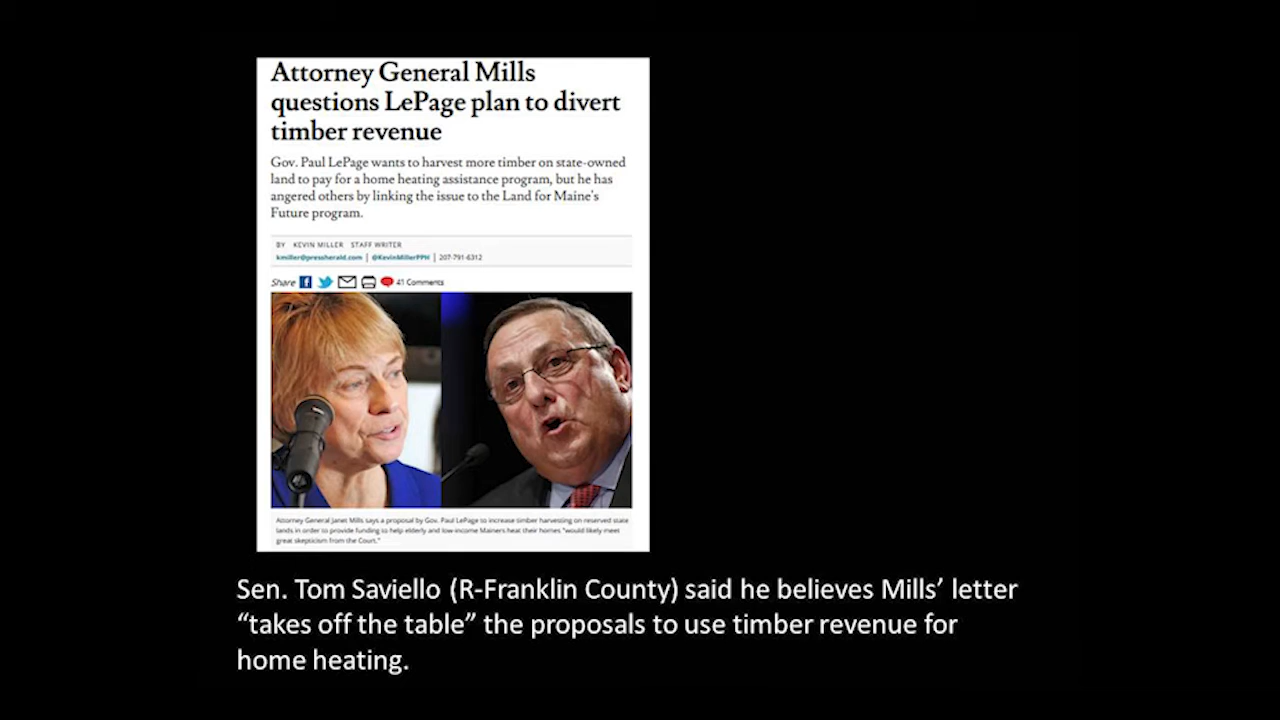 Attorney General Mills
questions LePage plan to divert
timber revenue
Gov. Paul LePage wants to harvest more timber on state-owned
land to pay for a home heating assistance program, but he has
angered others by linking the issue to the Land for Maine's
Future program.
BY KEVIN MILLER STAFF WRITER
kmiller@pressherald.com | @KevinMillerPPH | 207-791-6312
Share f 41 Comments
Attorney General Janet Mills says a proposal by Gov. Paul LePage to increase timber harvesting on reserved state
lands in order to provide funding to help elderly and low-income Mainers heat their homes "would likely meet
great skepticism from the Court."
Sen. Tom Saviello (R-Franklin County) said he believes Mills’ letter
“takes off the table” the proposals to use timber revenue for
home heating.